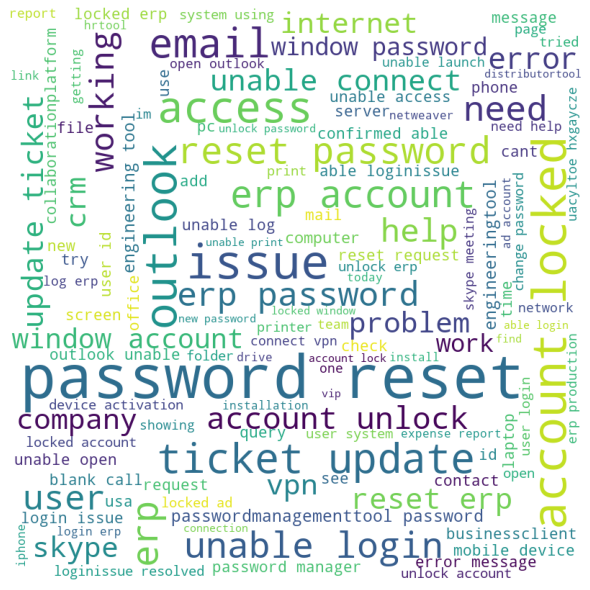 report
hrtool
locked erp
system using
internet
message
page
tried
working
email
window password
error
open outlook
unable launch
distributortool
link
getting
collaborationplatform
unable connect
use
phone
access
unable access
need
pc
unlock password
server
netweaver
file
im
confirmed able
need help
cant
update ticket
crm
engineering tool
outlook
reset password
print
able loginissue
add
erp account
engineeringtool
ad account
change password
uacyltoe hxgaycze
unable log
mail
help
skype meeting
new
user id
issue
unable print
computer
reset request
time
try
log erp
office
unlock erp
today
network
erp password
account locked
screen
locked window
new password
team
problem
able login
find
window account
printer
connect vpn
check
work
outlook unable
folder
drive
account lock
install
password reset
one
device activation
installation
vip
laptop
user login
erp production
company
showing
account unlock
query
user system
expense report
locked account
ticket update
id
open
unable open
blank call
vpn
see
contact
user
usa
request
locked ad
reset erp
login issue
passwordmanagementtool password
businessclient
iphone
skype
login erp
erp
connection
unable login
mobile device
error message
loginissue resolved
password manager
unlock account